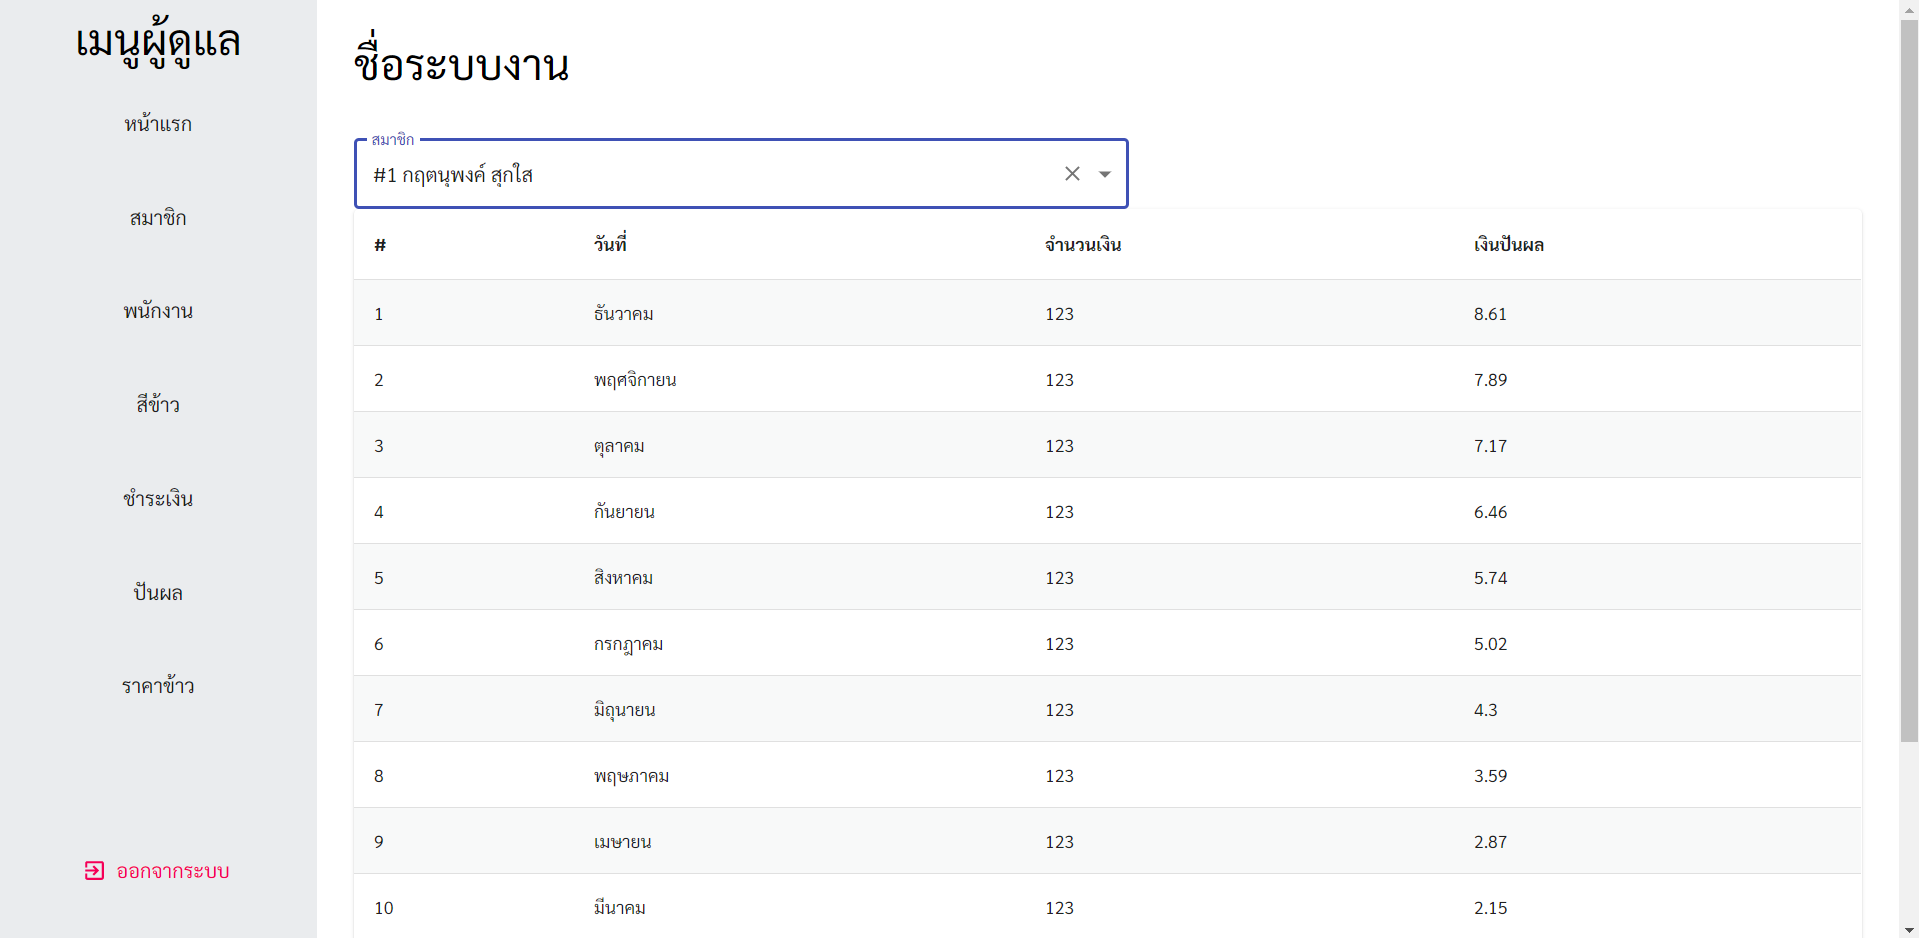 เมนูผู้ดูแล
หน้าแรก
สมาชิก
พนักงาน
สีข้าว
ชำระเงิน
ปันผล
ราคาข้าว
ออกจากระบบ
ชื่อระบบงาน
สมาชิก
#1 กฤตนุพงค์ สุกใส
# วันที่ จำนวนเงิน เงินปันผล
1 ธันวาคม 123 8.61
2 พฤศจิกายน 123 7.89
3 ตุลาคม 123 7.17
4 กันยายน 123 6.46
5 สิงหาคม 123 5.74
6 กรกฎาคม 123 5.02
7 มิถุนายน 123 4.3
8 พฤษภาคม 123 3.59
9 เมษายน 123 2.87
10 มีนาคม 123 2.15